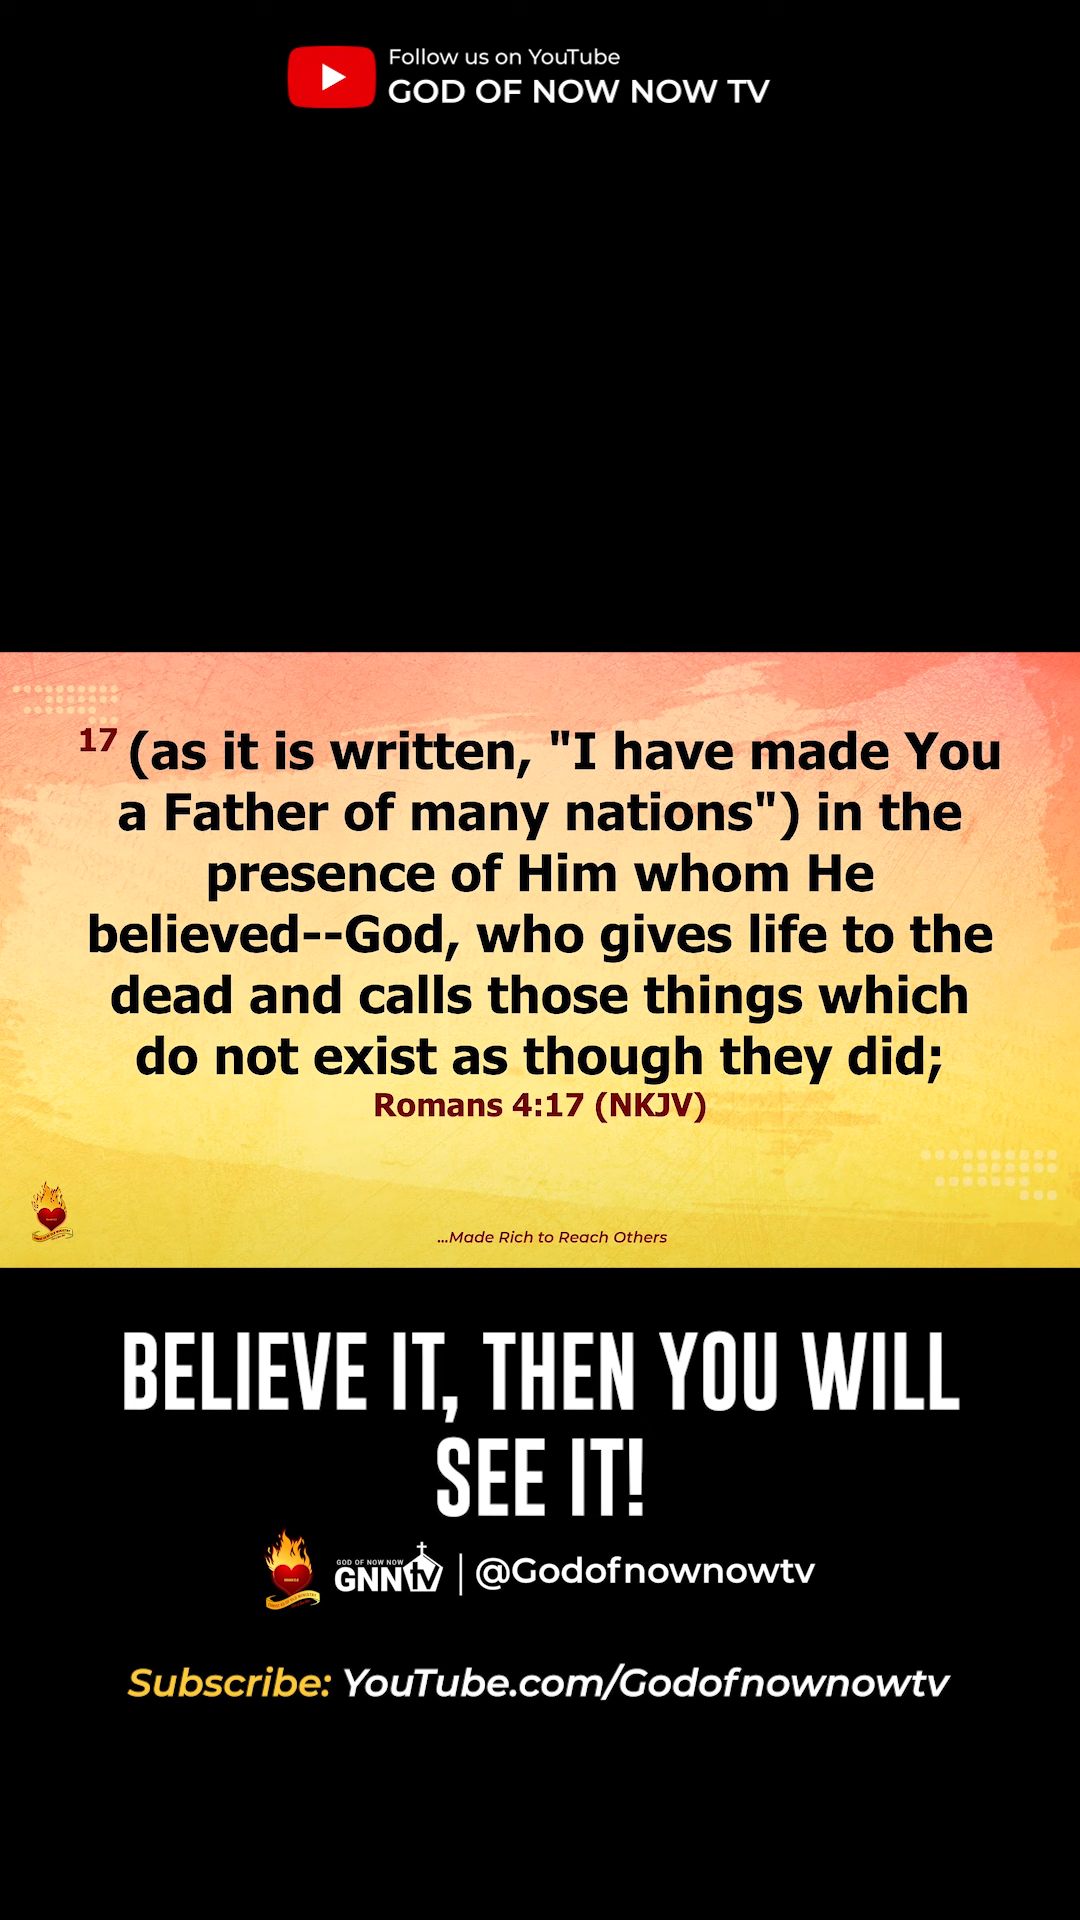 Follow us on YouTube
GOD OF NOW NOW TV
17 (as it is written, "I have made You
a Father of many nations") in the
presence of Him whom He
believed--God, who gives life to the
dead and calls those things which
do not exist as though they did;
Romans 4:17 (NKJV)
...Made Rich to Reach Others
BELIEVE IT, THEN YOU WILL
SEE IT!
GOD OF NOW NOW
GNN tv | @Godofnownowtv
Subscribe: YouTube.com/Godofnownowtv